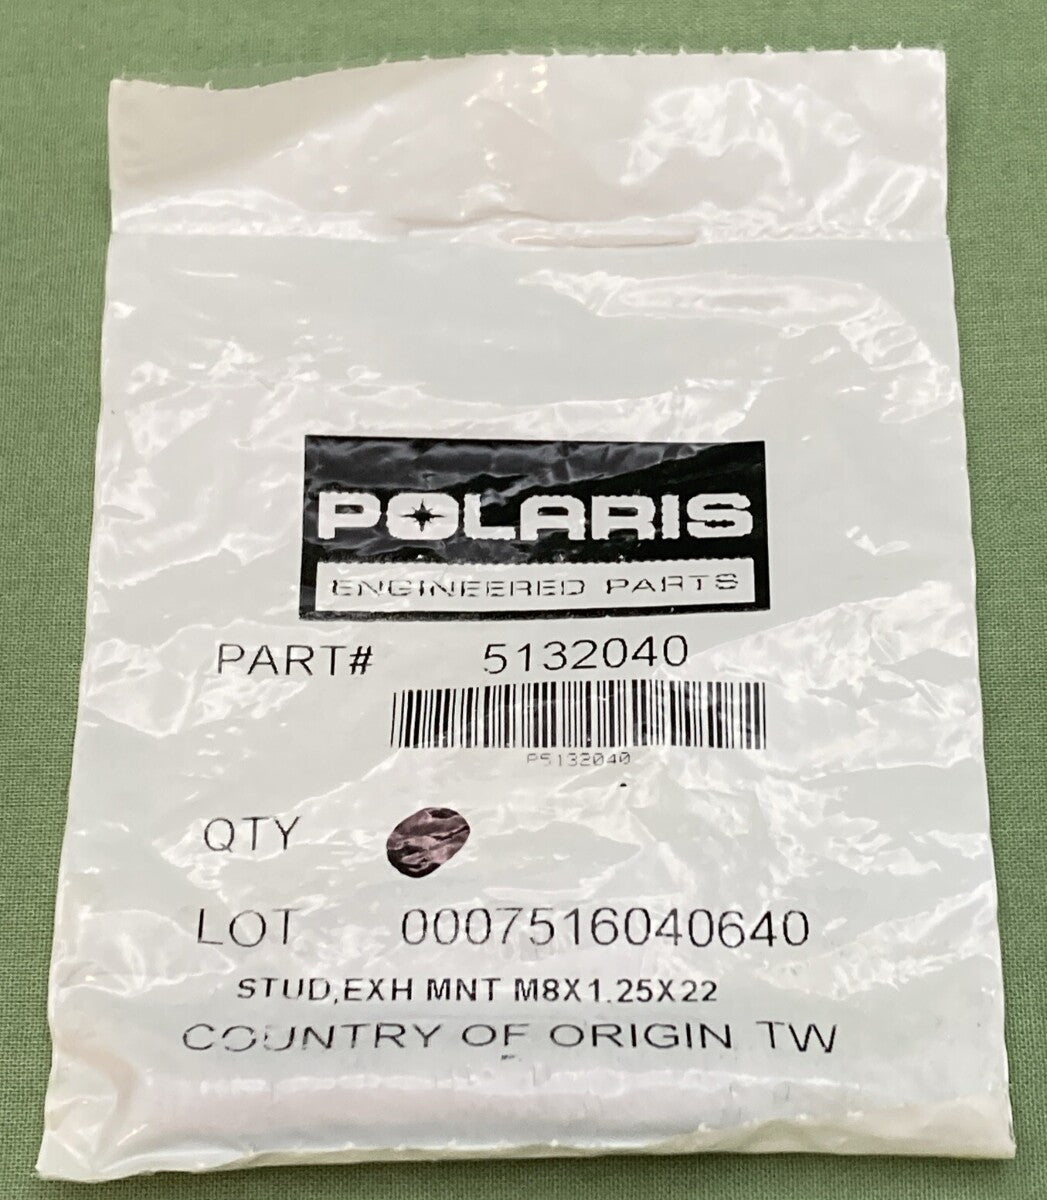 POLARIS
ENGINEERED PARTS
PART# 5132040
P5132040
QTY
LOT 0007516040640
STUD,EXH MNT M8X1.25X22
COUNTRY OF ORIGIN TW